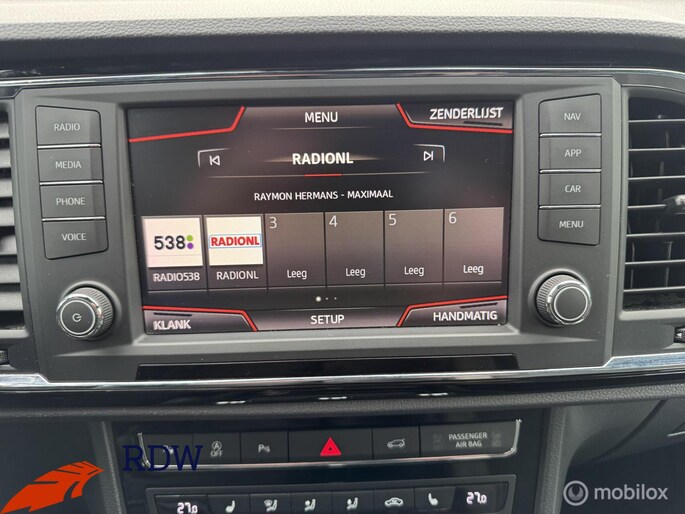 RADIO
MEDIA
PHONE
VOICE
MENU
ZENDERLIJST
RADIONL
RAYMON HERMANS - MAXIMAAL
538
RADIO538
RADIONL
RADIONL
3
Leeg
4
Leeg
5
Leeg
6
Leeg
KLANK
SETUP
HANDMATIG
NAV
APP
CAR
MENU
RDW
OFF
P
PASSENGER
AIR BAG
27.0
27.0
mobilox